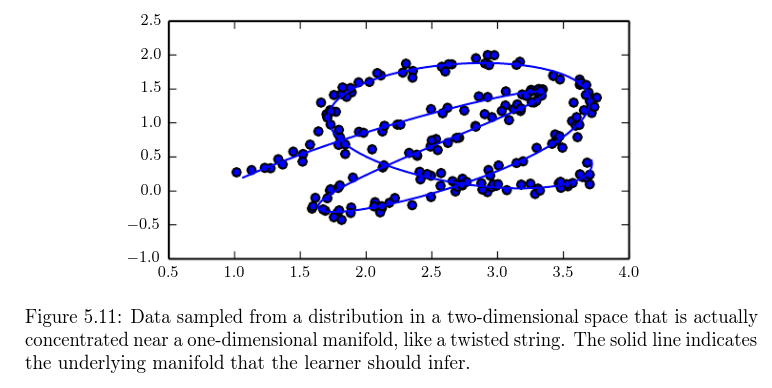 2.5
2.0
1.5
1.0
0.5
0.0
−0.5
−1.0
0.5 1.0 1.5 2.0 2.5 3.0 3.5 4.0
Figure 5.11: Data sampled from a distribution in a two-dimensional space that is actually
concentrated near a one-dimensional manifold, like a twisted string. The solid line indicates
the underlying manifold that the learner should infer.